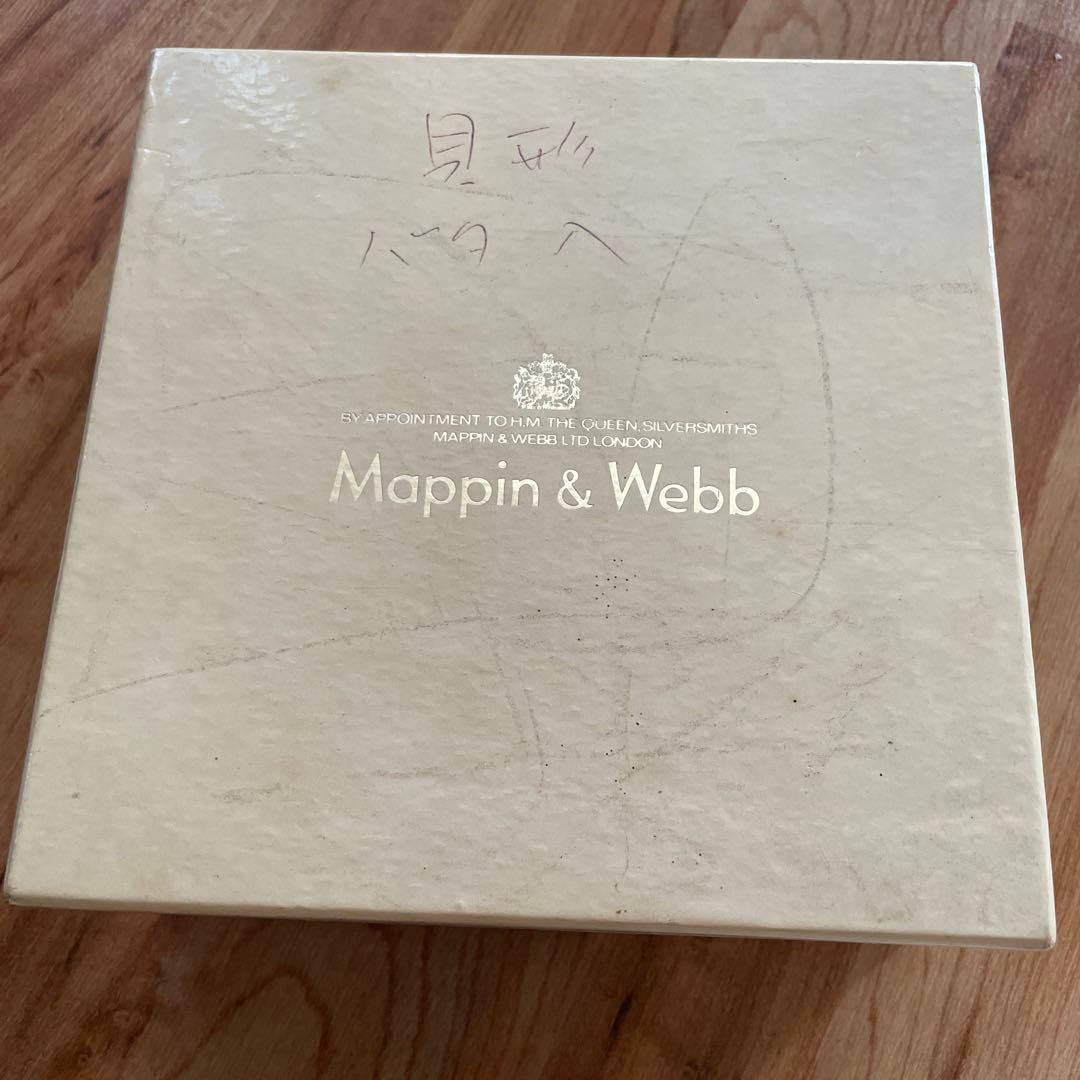 貝形
バタ入
BY APPOINTMENT TO H.M. THE QUEEN, SILVERSMITHS
MAPPIN & WEBB LTD LONDON
Mappin & Webb